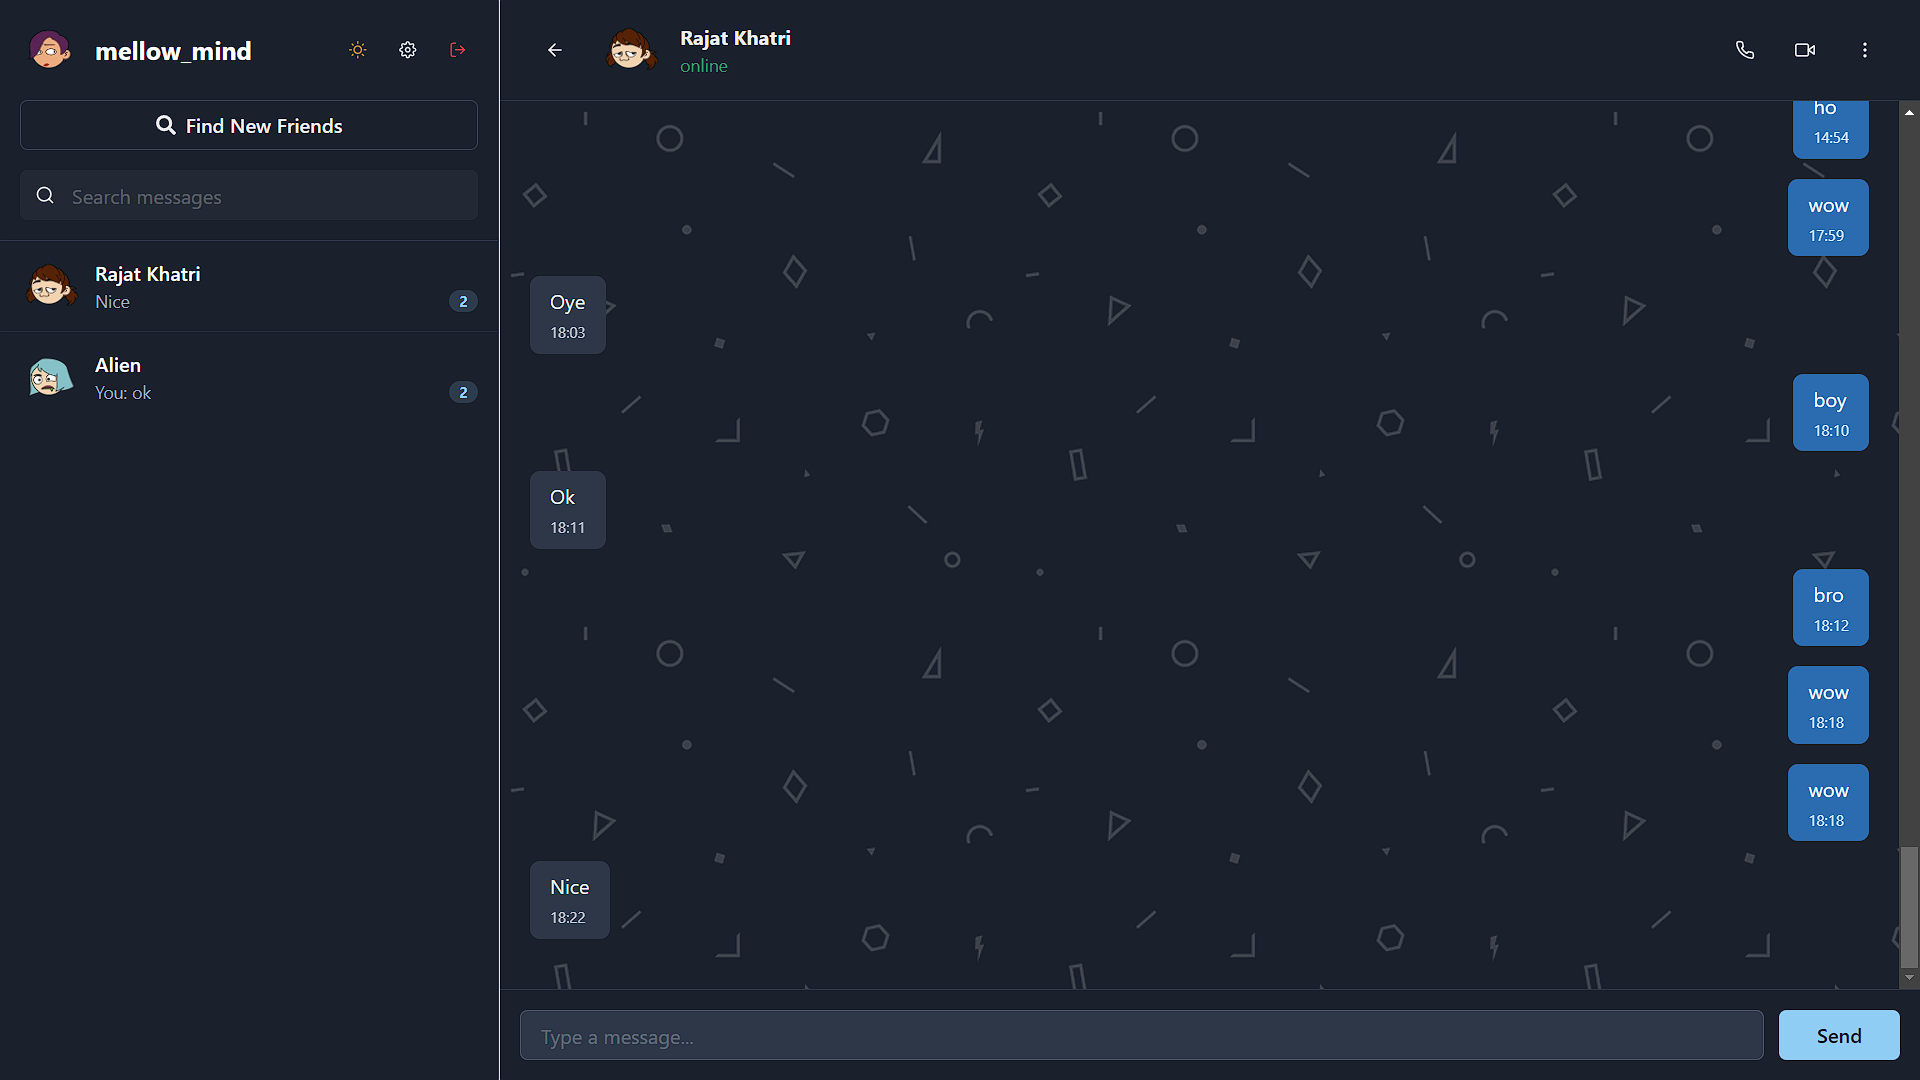 mellow_mind
Find New Friends
Search messages
Rajat Khatri
Nice
2
Alien
You: ok
2
Rajat Khatri
online
ho
14:54
wow
17:59
Oye
18:03
boy
18:10
Ok
18:11
bro
18:12
wow
18:18
wow
18:18
Nice
18:22
Type a message...
Send